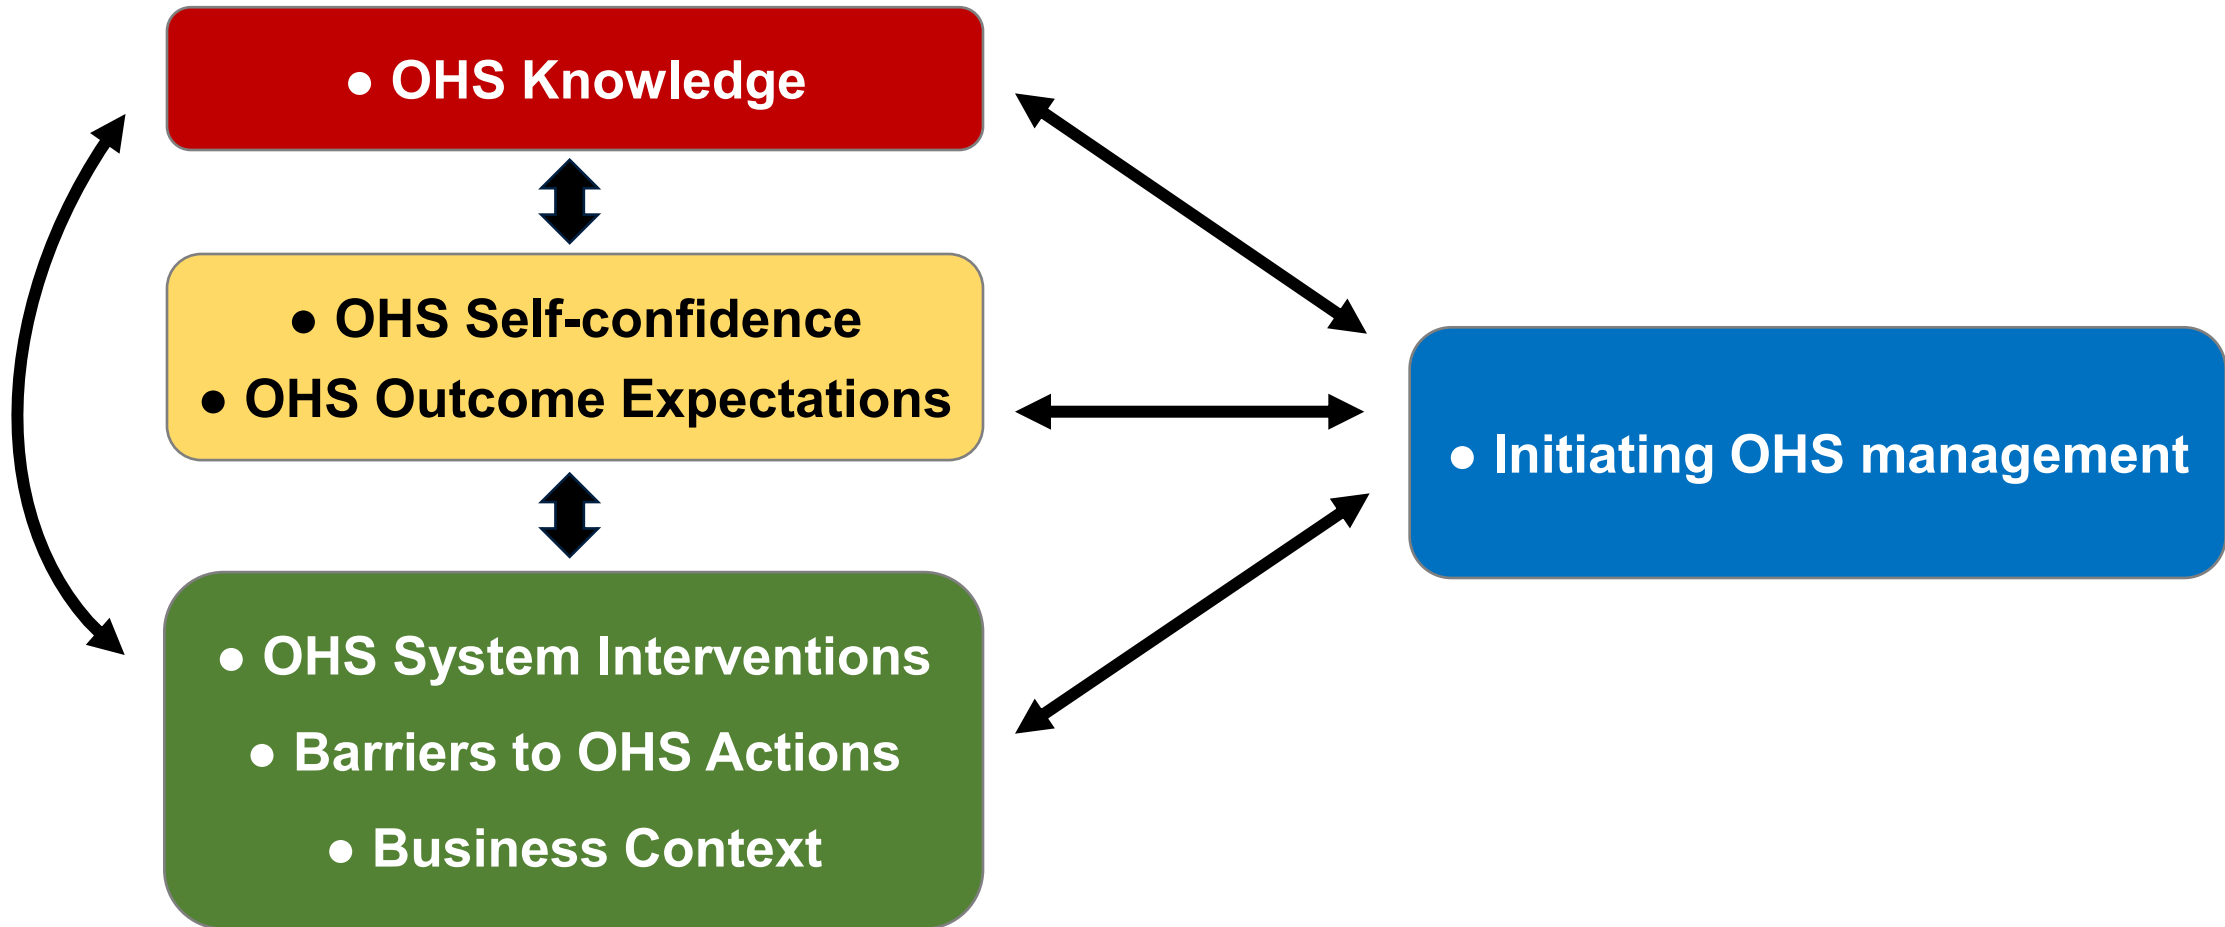 ● OHS Knowledge
● OHS Self-confidence
● OHS Outcome Expectations
● Initiating OHS management
● OHS System Interventions
● Barriers to OHS Actions
● Business Context